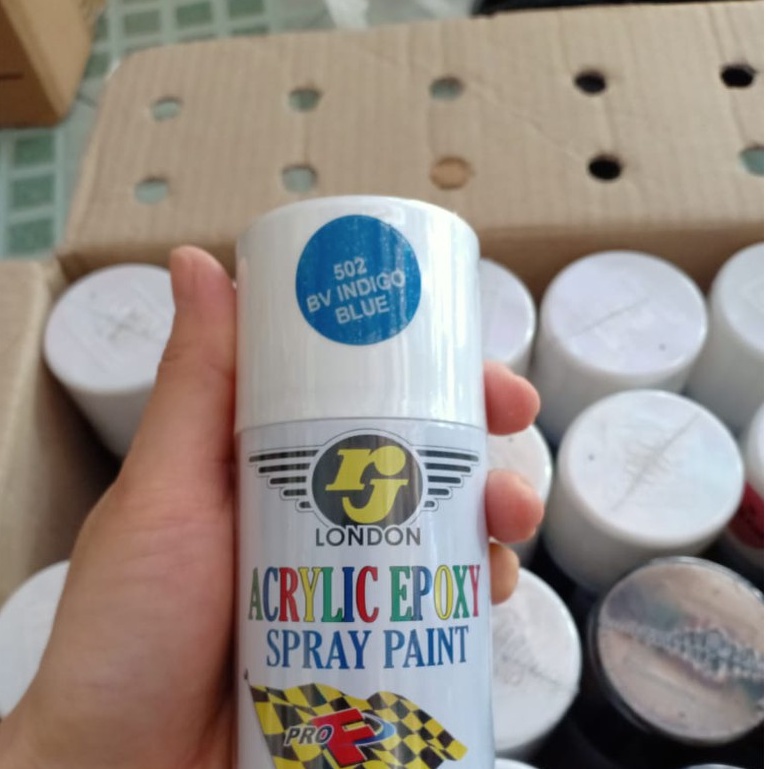 502
BV INDIGO
BLUE
rj
LONDON
ACRYLIC EPOXY
SPRAY PAINT
PRO F